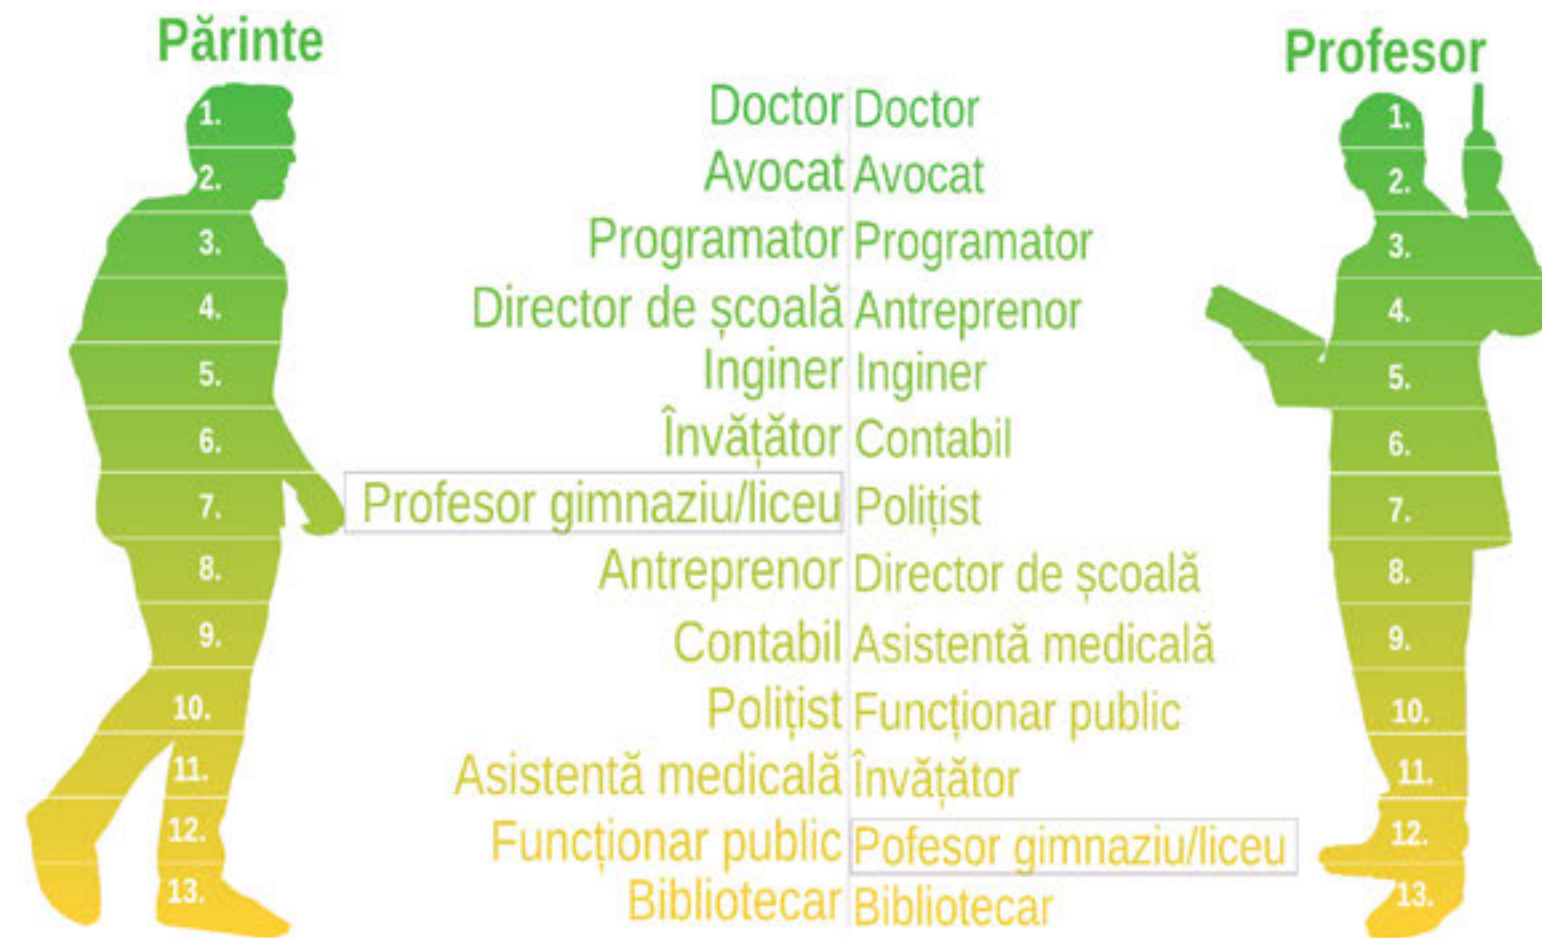 Părinte
Profesor
1. Doctor Doctor 1.
2. Avocat Avocat 2.
3. Programator Programator 3.
4. Director de școală Antreprenor 4.
5. Inginer Inginer 5.
6. Învățător Contabil 6.
7. Profesor gimnaziu/liceu Polițist 7.
8. Antreprenor Director de școală 8.
9. Contabil Asistentă medicală 9.
10. Polițist Funcționar public 10.
11. Asistentă medicală Învățător 11.
12. Funcționar public Pofesor gimnaziu/liceu 12.
13. Bibliotecar Bibliotecar 13.